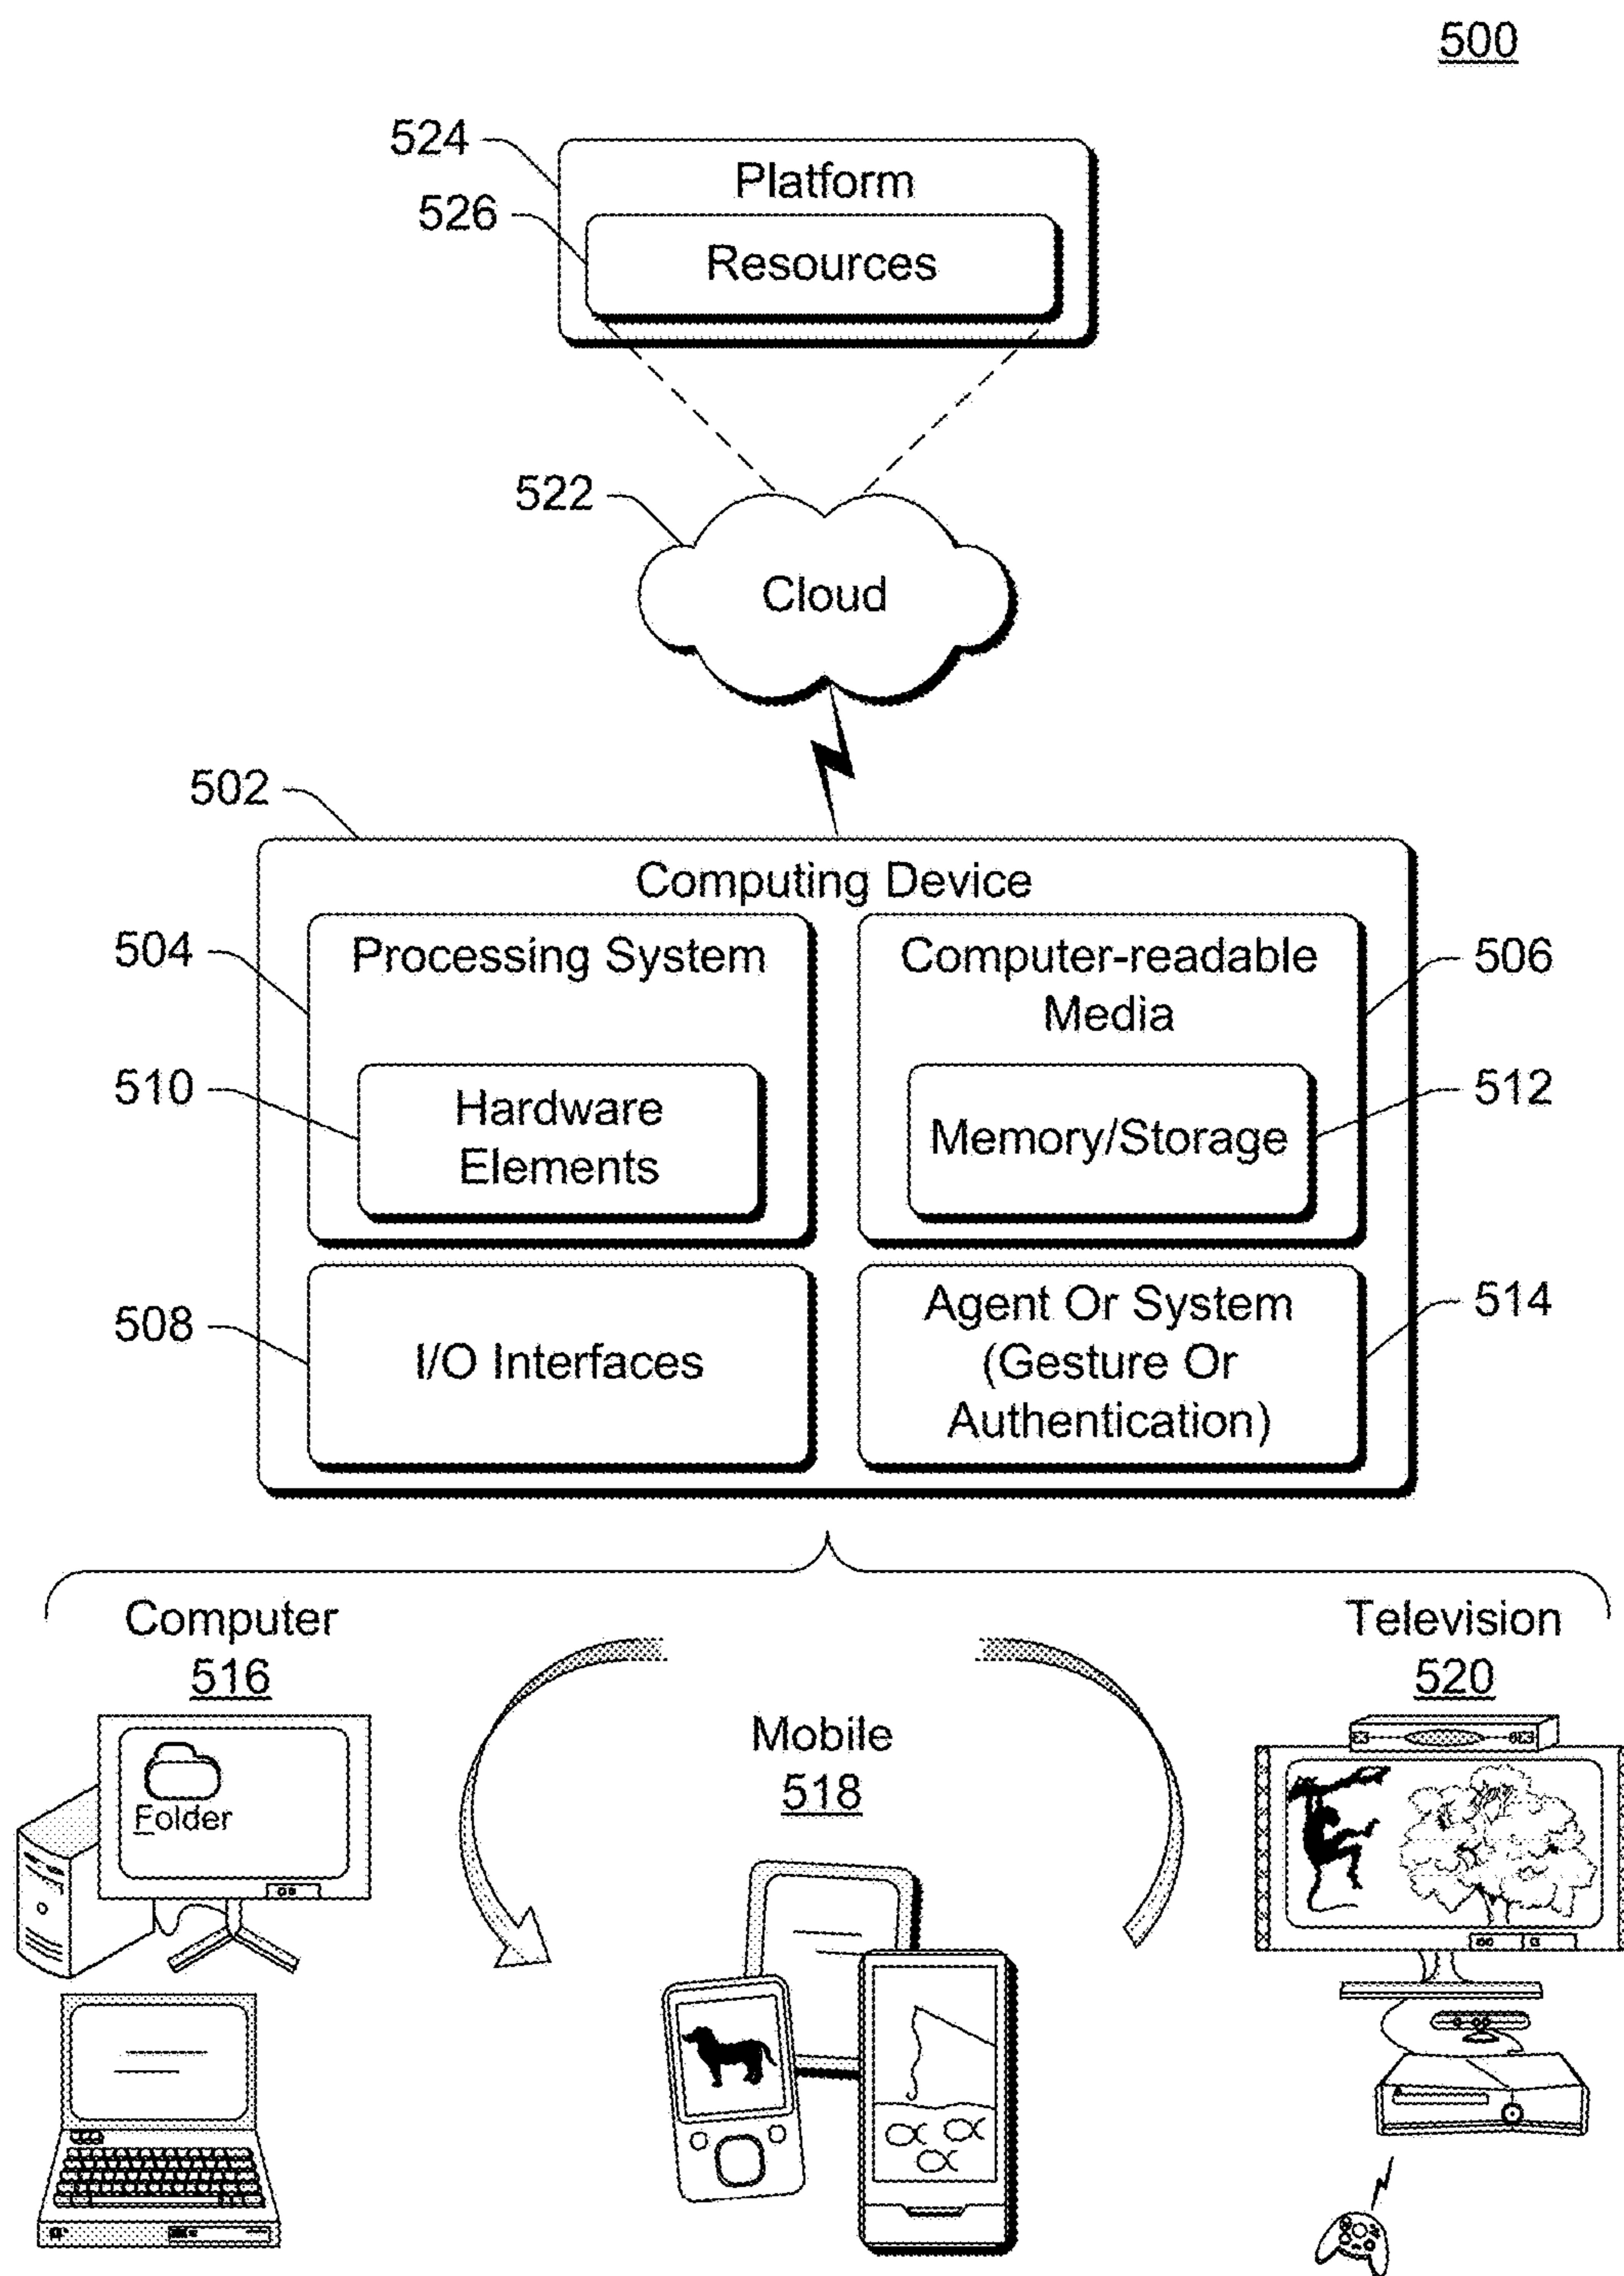 500
524
Platform
526
Resources
522
Cloud
502
Computing Device
504
Processing System
Computer-readable
Media
506
510
Hardware
Elements
Memory/Storage
512
508
I/O Interfaces
Agent Or System
(Gesture Or
Authentication)
514
Computer
516
Folder
Mobile
518
Television
520